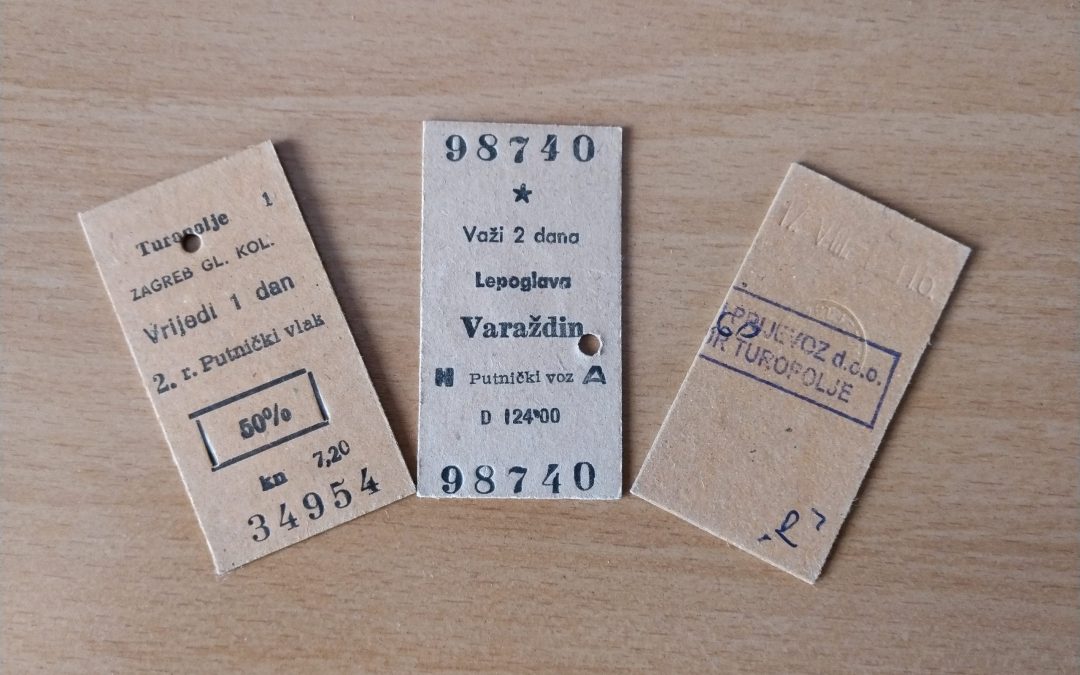 Turopolje 1
ZAGREB GL. KOL.
Vrijedi 1 dan
2. r. Putnički vlak
50%
kn 7,20
34954
98740
★
Važi 2 dana
Lepoglava
Varaždin
H Putnički voz A
D 124,00
98740
PRIJEVOZ d.o.o.
TUROPOLJE